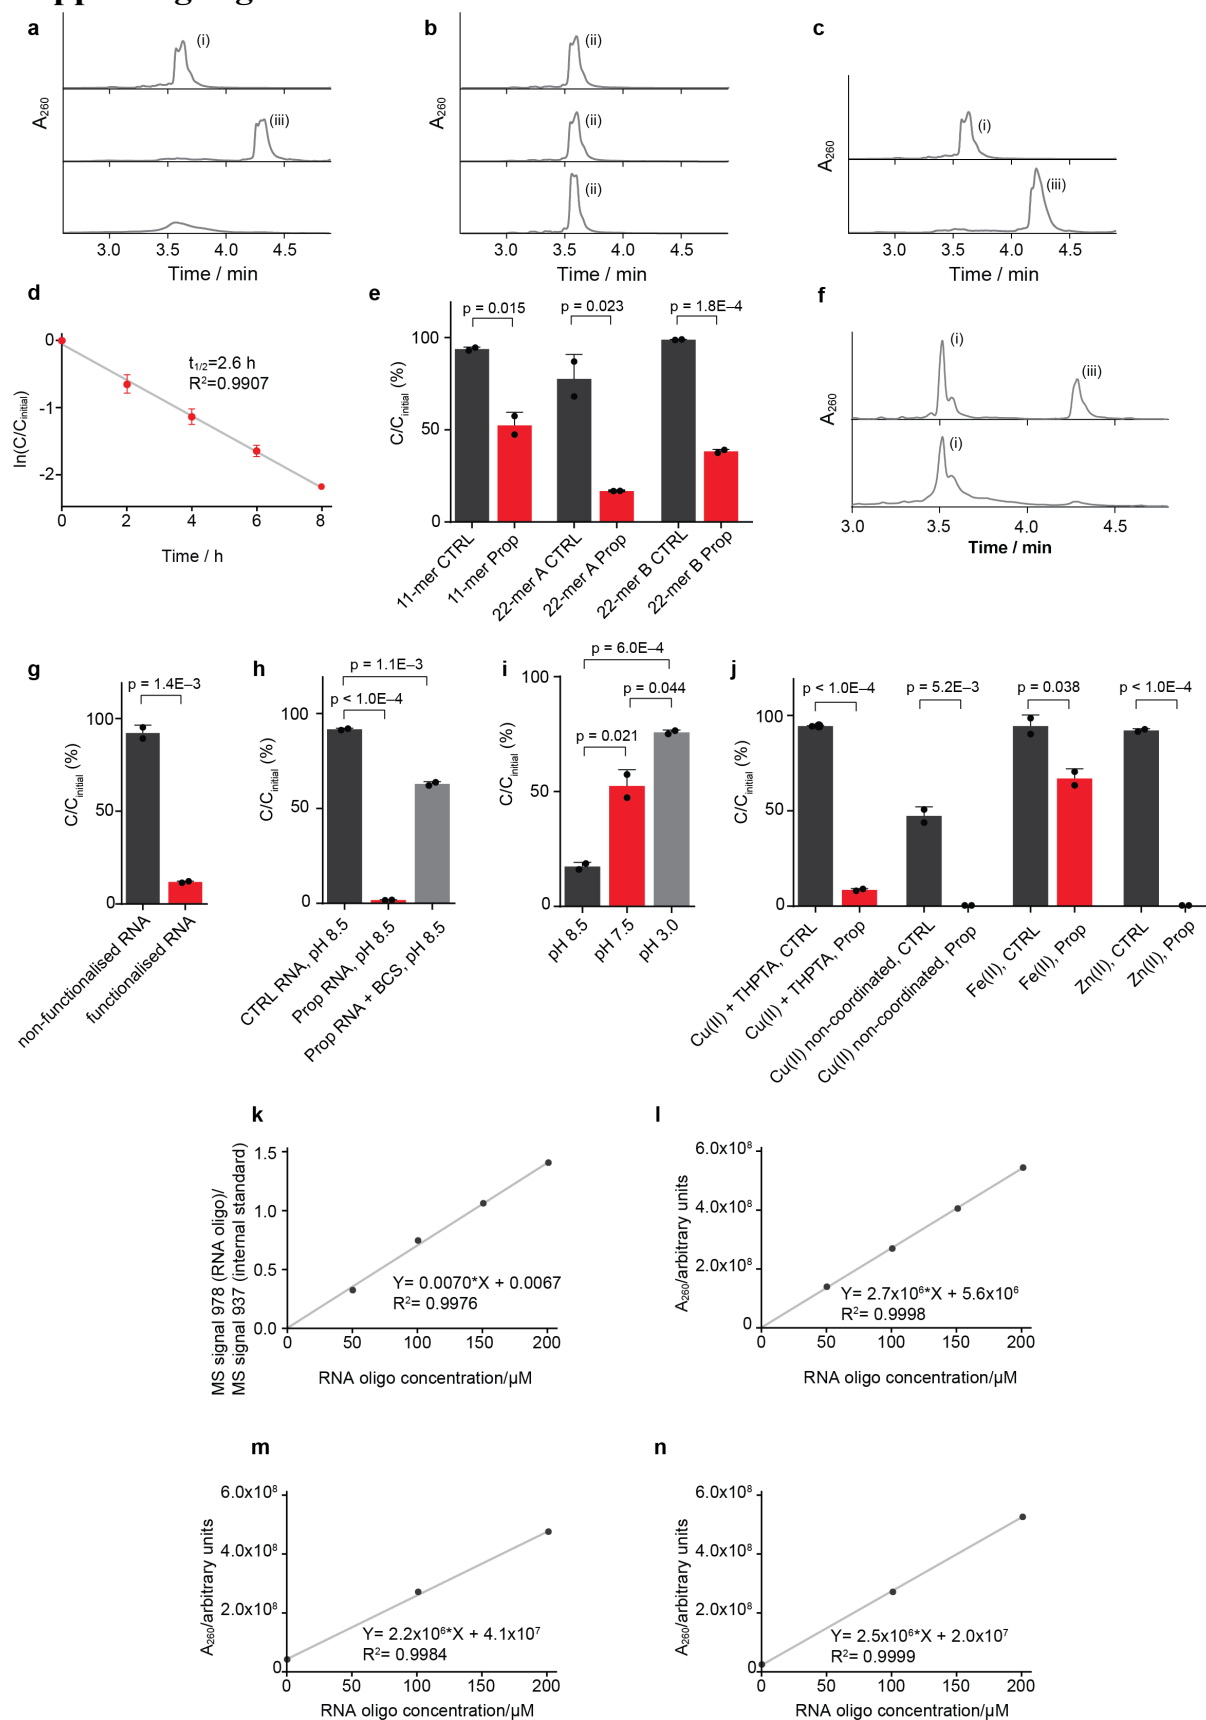 a
(i)
(iii)
A260
3.0 3.5 4.0 4.5
Time / min
b
(ii)
(ii)
(ii)
A260
3.0 3.5 4.0 4.5
Time / min
c
(i)
(iii)
A260
3.0 3.5 4.0 4.5
Time / min
d
0
-1
-2
ln(C/Cinitial)
t1/2=2.6 h
R²=0.9907
0 2 4 6 8
Time / h
e
p = 0.015
p = 0.023
p = 1.8E–4
100
50
0
C/Cinitial (%)
11-mer CTRL
11-mer Prop
22-mer A CTRL
22-mer A Prop
22-mer B CTRL
22-mer B Prop
f
(i)
(iii)
(i)
A260
3.0 3.5 4.0 4.5
Time / min
g
p = 1.4E–3
100
50
0
C/Cinitial (%)
non-functionalised RNA
functionalised RNA
h
p = 1.1E–3
p < 1.0E–4
100
50
0
C/Cinitial (%)
CTRL RNA, pH 8.5
Prop RNA, pH 8.5
Prop RNA + BCS, pH 8.5
i
p = 6.0E–4
p = 0.044
p = 0.021
100
50
0
C/Cinitial (%)
pH 8.5
pH 7.5
pH 3.0
j
p < 1.0E–4
p = 5.2E–3
p = 0.038
p < 1.0E–4
100
50
0
C/Cinitial (%)
Cu(II) + THPTA, CTRL
Cu(II) + THPTA, Prop
Cu(II) non-coordinated, CTRL
Cu(II) non-coordinated, Prop
Fe(II), CTRL
Fe(II), Prop
Zn(II), CTRL
Zn(II), Prop
k
MS signal 978 (RNA oligo)/
MS signal 937 (internal standard)
1.5
1.0
0.5
0.0
Y= 0.0070*X + 0.0067
R²= 0.9976
0 50 100 150 200
RNA oligo concentration/µM
l
A260/arbitrary units
6.0x10⁸
4.0x10⁸
2.0x10⁸
0
Y= 2.7x10⁶*X + 5.6x10⁶
R²= 0.9998
0 50 100 150 200
RNA oligo concentration/µM
m
A260/arbitrary units
6.0x10⁸
4.0x10⁸
2.0x10⁸
0
Y= 2.2x10⁶*X + 4.1x10⁷
R²= 0.9984
0 50 100 150 200
RNA oligo concentration/µM
n
A260/arbitrary units
6.0x10⁸
4.0x10⁸
2.0x10⁸
0
Y= 2.5x10⁶*X + 2.0x10⁷
R²= 0.9999
0 50 100 150 200
RNA oligo concentration/µM